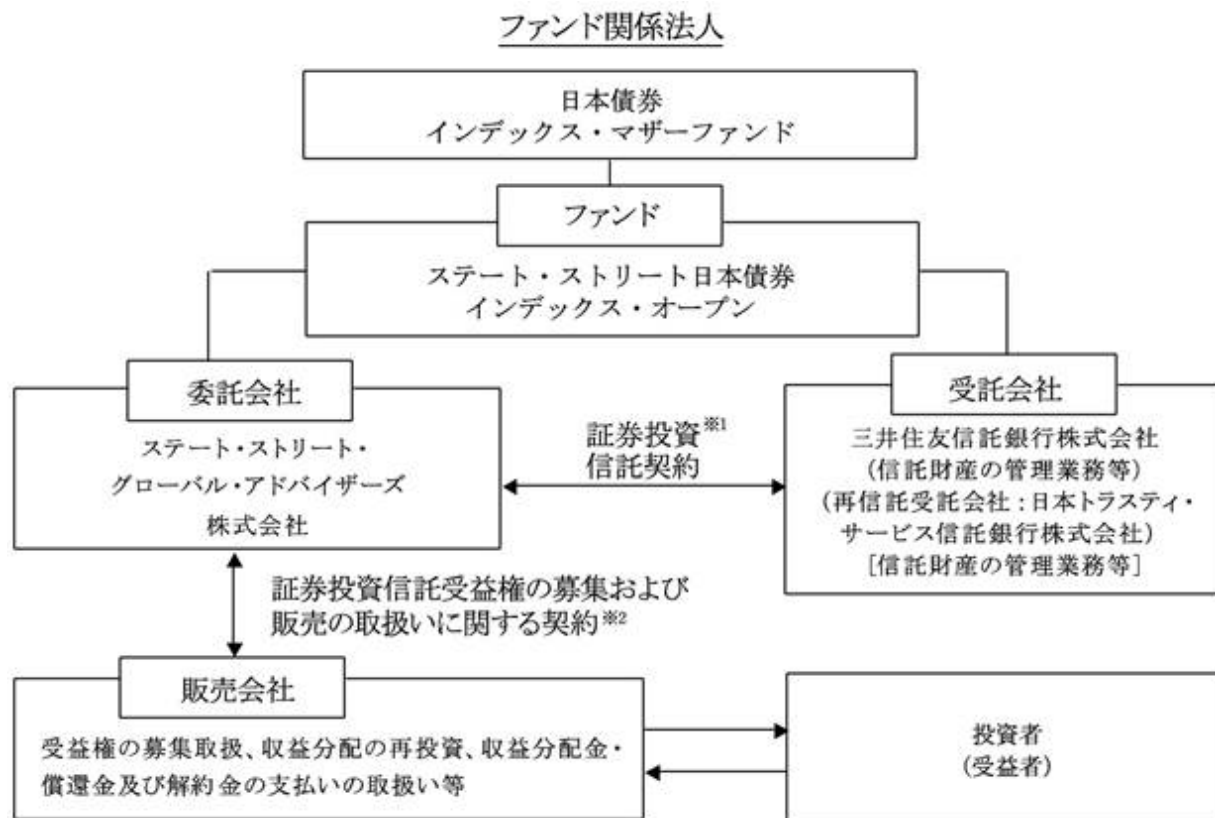 ファンド関係法人
日本債券
インデックス・マザーファンド
ファンド
ステート・ストリート日本債券
インデックス・オープン
委託会社
ステート・ストリート・
グローバル・アドバイザーズ
株式会社
証券投資※1
信託契約
受託会社
三井住友信託銀行株式会社
(信託財産の管理業務等)
(再信託受託会社:日本トラスティ・
サービス信託銀行株式会社)
[信託財産の管理業務等]
証券投資信託受益権の募集および
販売の取扱いに関する契約※2
販売会社
受益権の募集取扱、収益分配の再投資、収益分配金・
償還金及び解約金の支払いの取扱い等
投資者
(受益者)